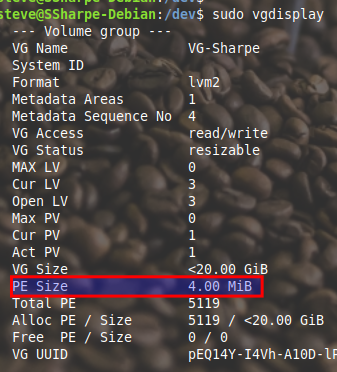 steve@SSharpe-Debian:/dev$
steve@SSharpe-Debian:/dev$ sudo vgdisplay
--- Volume group ---
VG Name VG-Sharpe
System ID
Format lvm2
Metadata Areas 1
Metadata Sequence No 4
VG Access read/write
VG Status resizable
MAX LV 0
Cur LV 3
Open LV 3
Max PV 0
Cur PV 1
Act PV 1
VG Size <20.00 GiB
PE Size 4.00 MiB
Total PE 5119
Alloc PE / Size 5119 / <20.00 GiB
Free PE / Size 0 / 0
VG UUID pEQ14Y-I4Vh-A10D-lF